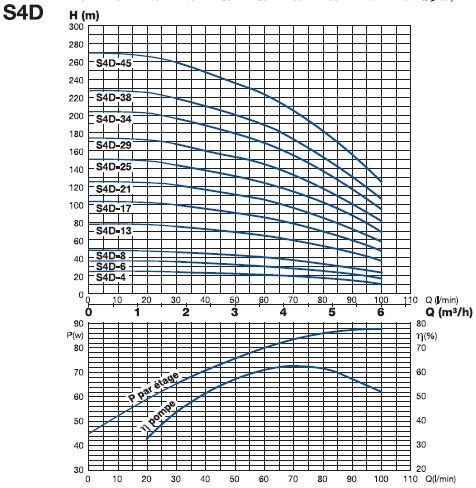 S4D
H (m)
300
280
260
S4D-45
240
220
S4D-38
200
S4D-34
180
160
S4D-29
140
S4D-25
120
S4D-21
100
S4D-17
80
S4D-13
60
40
S4D-8
S4D-6
20
S4D-4
0
0 10 20 30 40 50 60 70 80 90 100 110 Q (l/min)
0 1 2 3 4 5 6 Q (m³/h)
90 80
P(w) η(%)
80 70
70 60
P par étage
60 50
η pompe
50 40
40 30
30 20
0 10 20 30 40 50 60 70 80 90 100 110 Q(l/min)